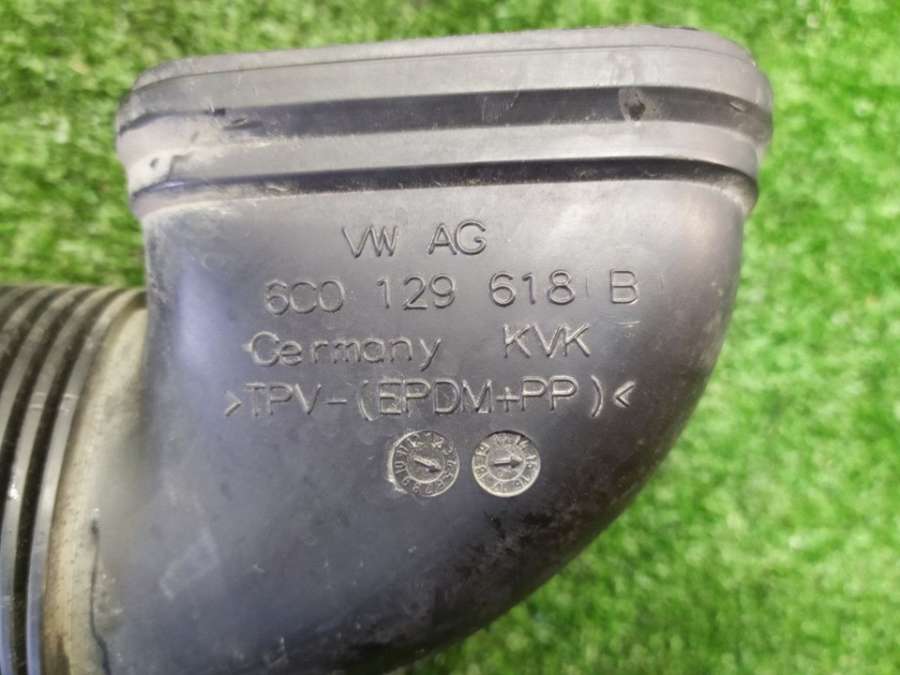 VW AG
6C0 129 618 B
Germany KVK
>TPV-(EPDM+PP)<